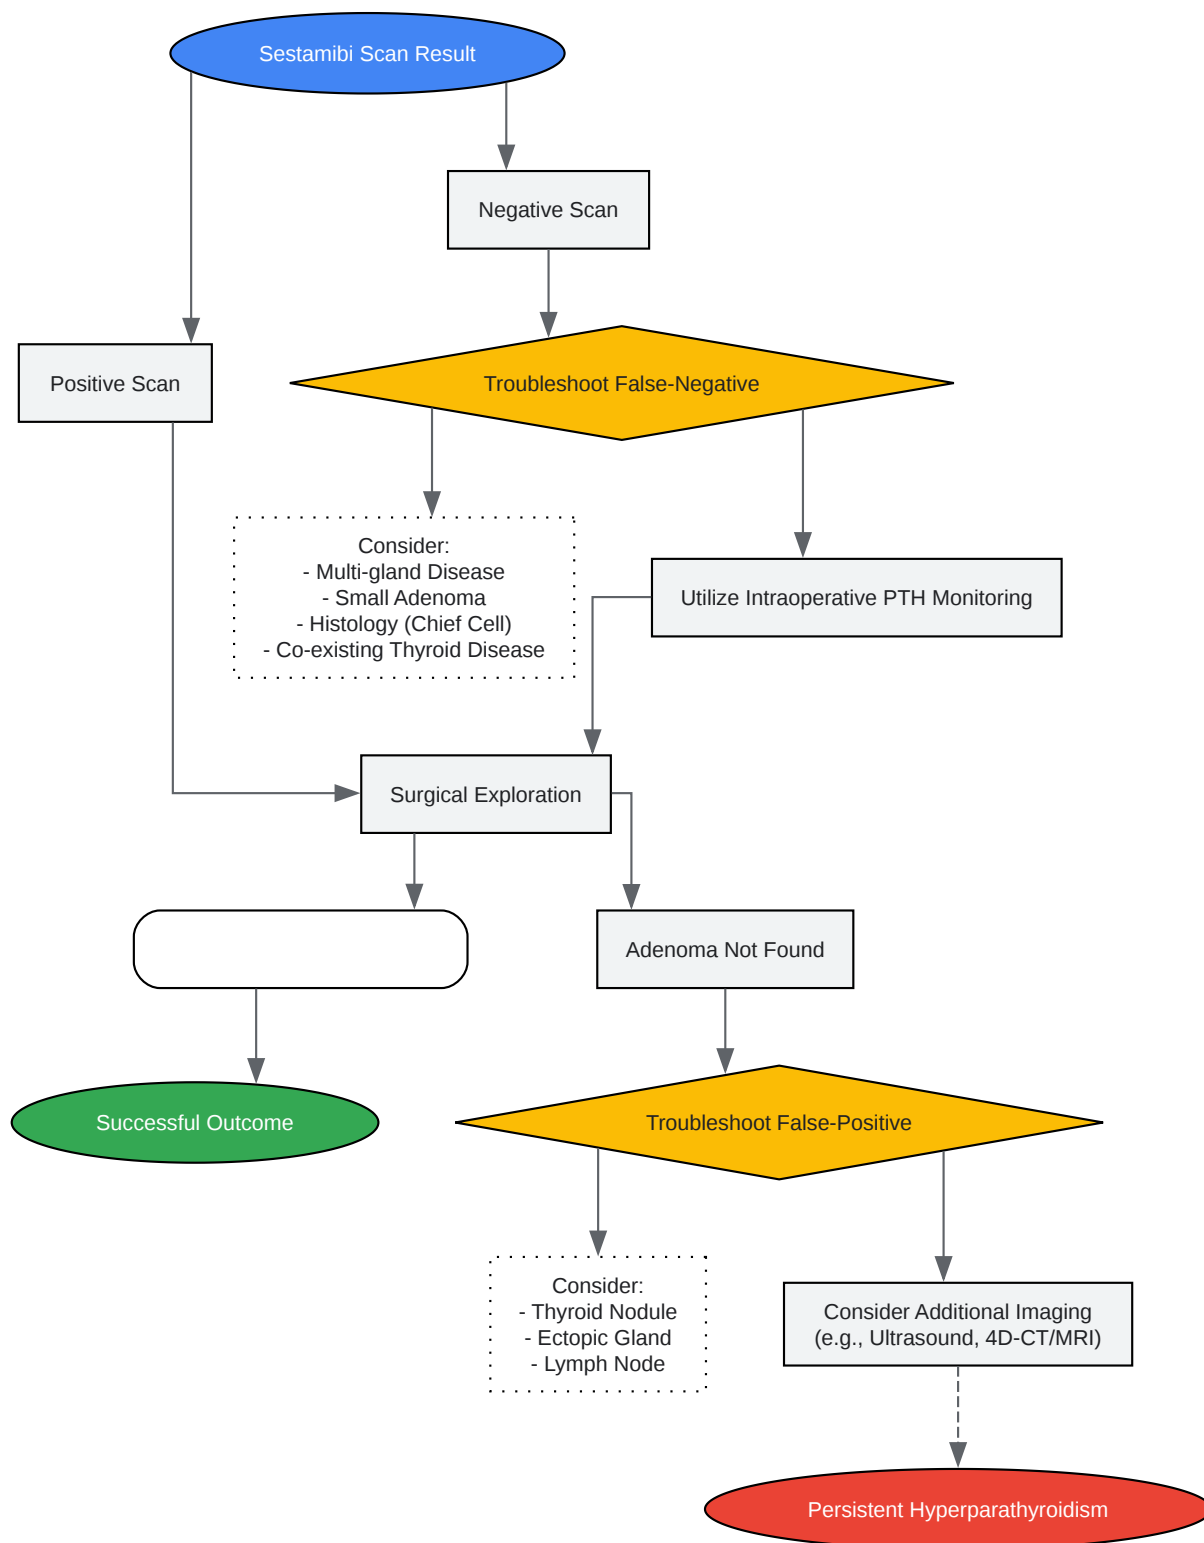 Sestamibi Scan Result
Negative Scan
Positive Scan
Troubleshoot False-Negative
Consider:
- Multi-gland Disease
- Small Adenoma
- Histology (Chief Cell)
- Co-existing Thyroid Disease
Utilize Intraoperative PTH Monitoring
Surgical Exploration
Adenoma Not Found
Successful Outcome
Troubleshoot False-Positive
Consider:
- Thyroid Nodule
- Ectopic Gland
- Lymph Node
Consider Additional Imaging
(e.g., Ultrasound, 4D-CT/MRI)
Persistent Hyperparathyroidism